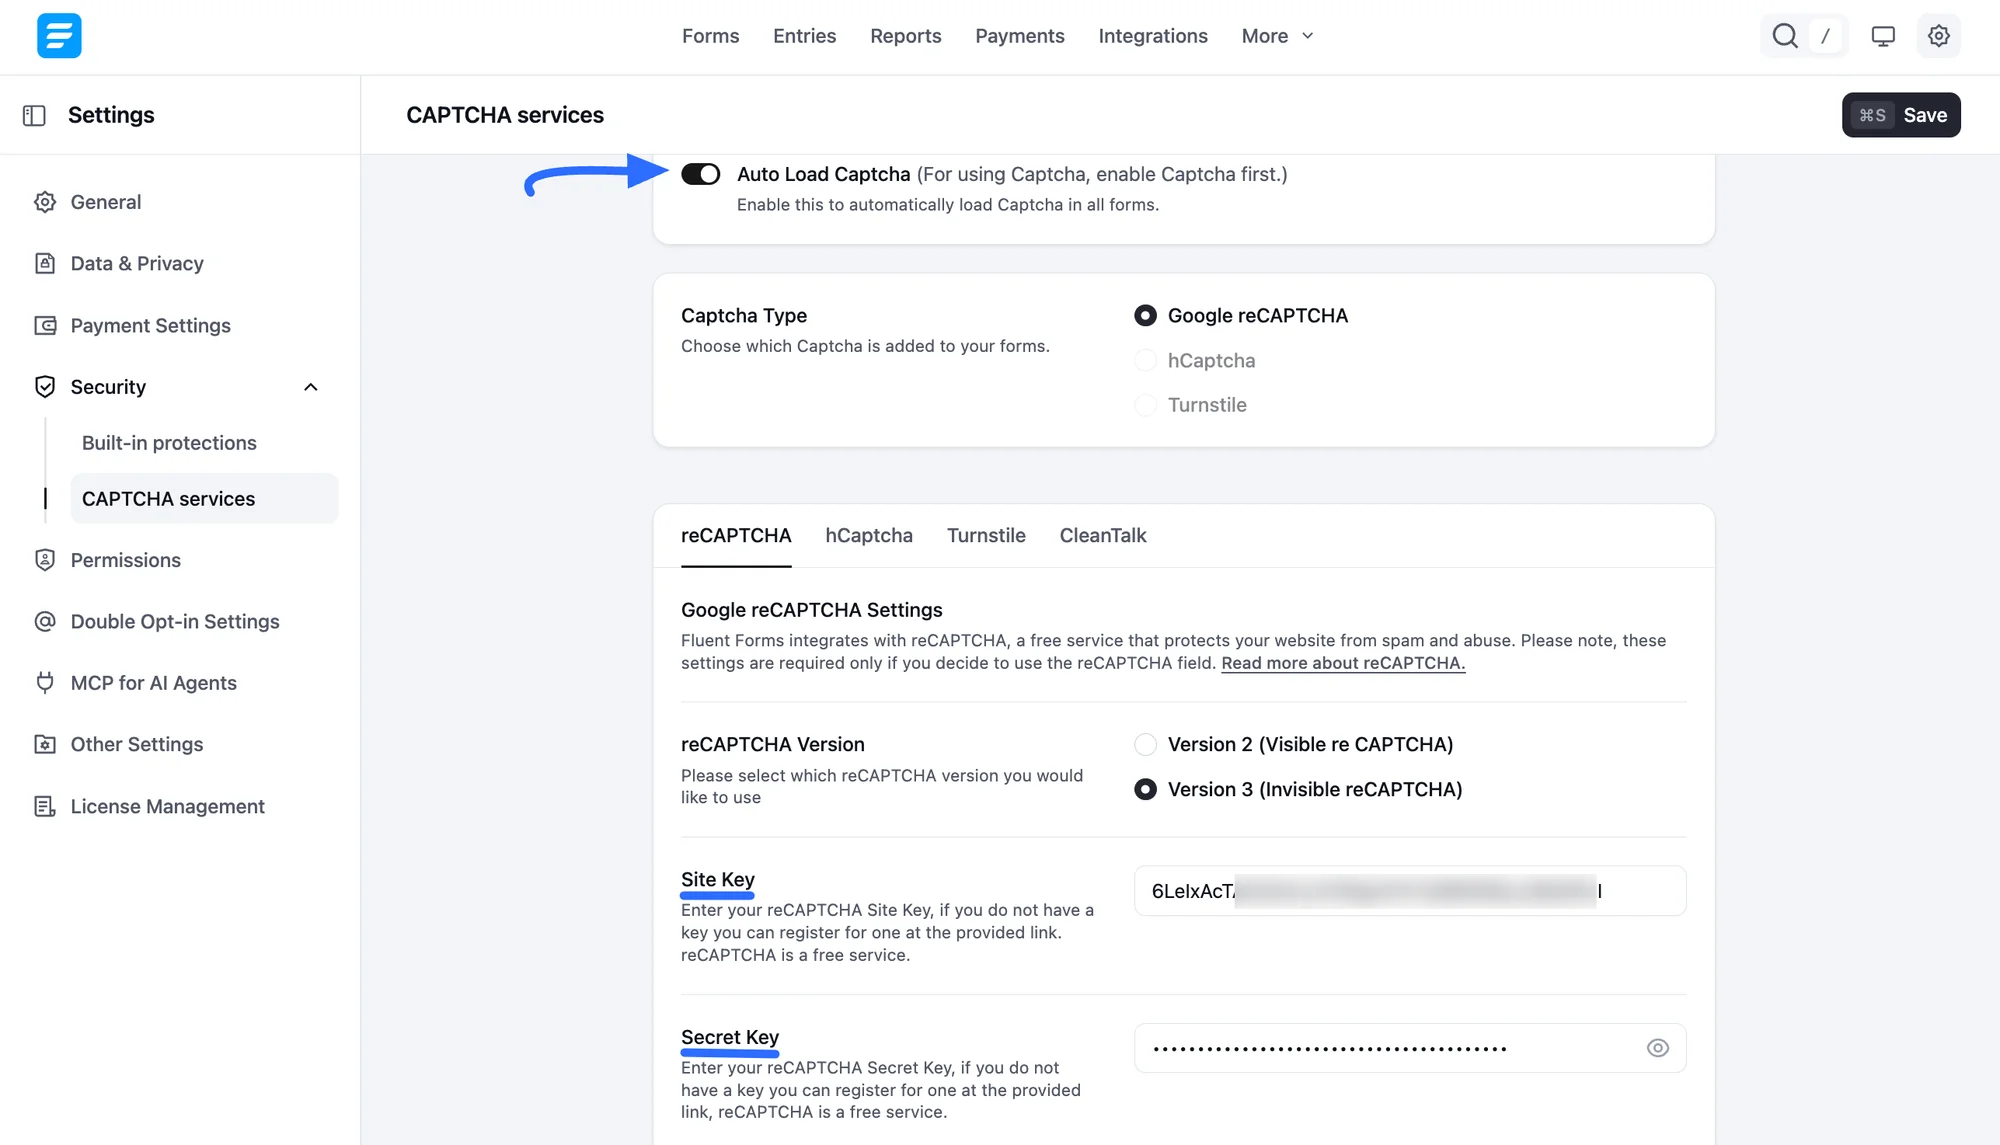 Forms Entries Reports Payments Integrations More /
Settings
CAPTCHA services
⌘S Save
General
Data & Privacy
Payment Settings
Security
Built-in protections
CAPTCHA services
Permissions
Double Opt-in Settings
MCP for AI Agents
Other Settings
License Management
Auto Load Captcha (For using Captcha, enable Captcha first.)
Enable this to automatically load Captcha in all forms.
Captcha Type
Choose which Captcha is added to your forms.
Google reCAPTCHA
hCaptcha
Turnstile
reCAPTCHA hCaptcha Turnstile CleanTalk
Google reCAPTCHA Settings
Fluent Forms integrates with reCAPTCHA, a free service that protects your website from spam and abuse. Please note, these
settings are required only if you decide to use the reCAPTCHA field. Read more about reCAPTCHA.
reCAPTCHA Version
Please select which reCAPTCHA version you would
like to use
Version 2 (Visible re CAPTCHA)
Version 3 (Invisible reCAPTCHA)
Site Key
Enter your reCAPTCHA Site Key, if you do not have a
key you can register for one at the provided link.
reCAPTCHA is a free service.
Secret Key
Enter your reCAPTCHA Secret Key, if you do not
have a key you can register for one at the provided
link, reCAPTCHA is a free service.